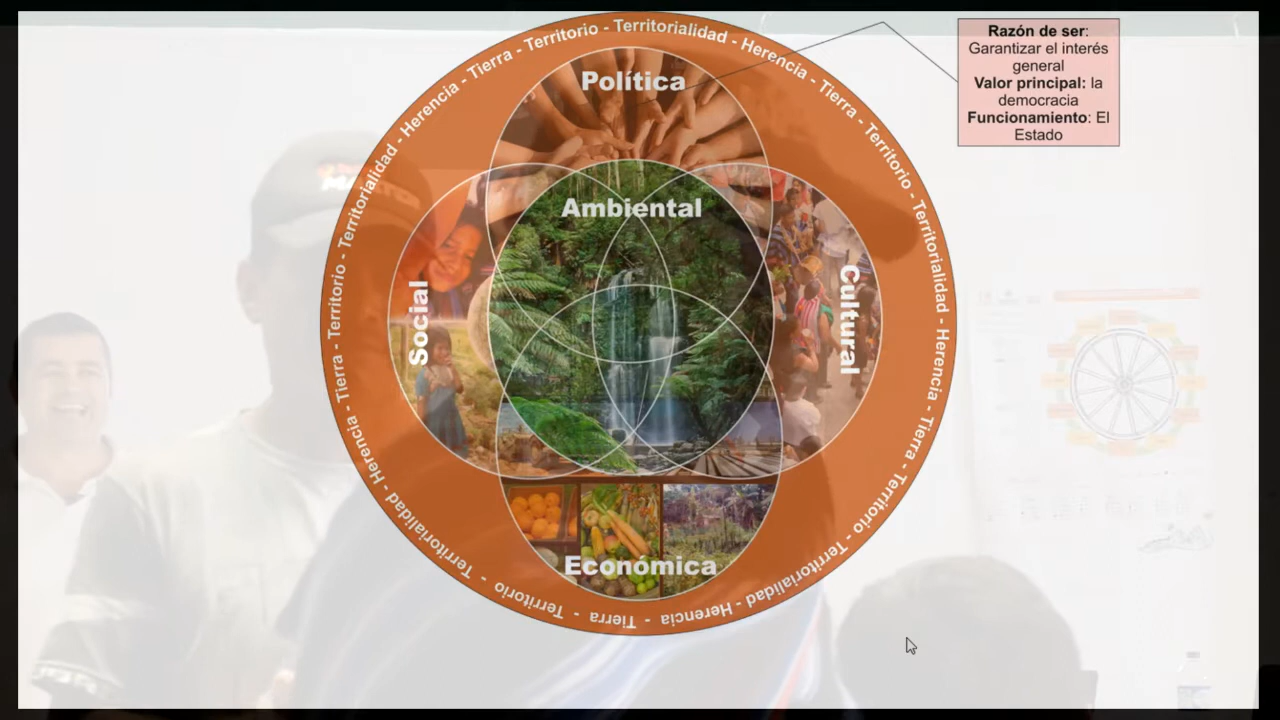 Territorio - Territorialidad - Herencia - Tierra - Territorio - Territorialidad - Herencia - Tierra - Territorio - Territorialidad - Herencia - Tierra - Territorio - Territorialidad - Herencia - Tierra - Territorio - Territorialidad - Herencia - Tierra -
Política
Ambiental
Social
Cultural
Económica
Razón de ser:
Garantizar el interés
general
Valor principal: la
democracia
Funcionamiento: El
Estado